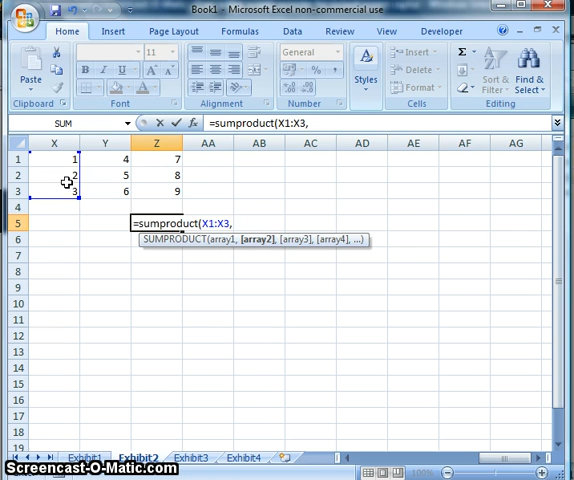 Book1 - Microsoft Excel non-commercial use
Home Insert Page Layout Formulas Data Review View Developer
Paste
Clipboard
B I U
A A
Font
Alignment
General
$ % ,
Number
Styles
Insert
Delete
Format
Cells
Σ
Sort & Filter
Find & Select
Editing
SUM fx =sumproduct(X1:X3,
X Y Z AA AB AC AD AE AF AG
1 1 4 7
2 2 5 8
3 3 6 9
4
5 =sumproduct(X1:X3,
6 SUMPRODUCT(array1, [array2], [array3], [array4], ...)
7
8
9
10
11
12
13
14
15
16
17
18
19
Exhibit1 Exhibit2 Exhibit3 Exhibit4
100%
Screencast-O-Matic.com